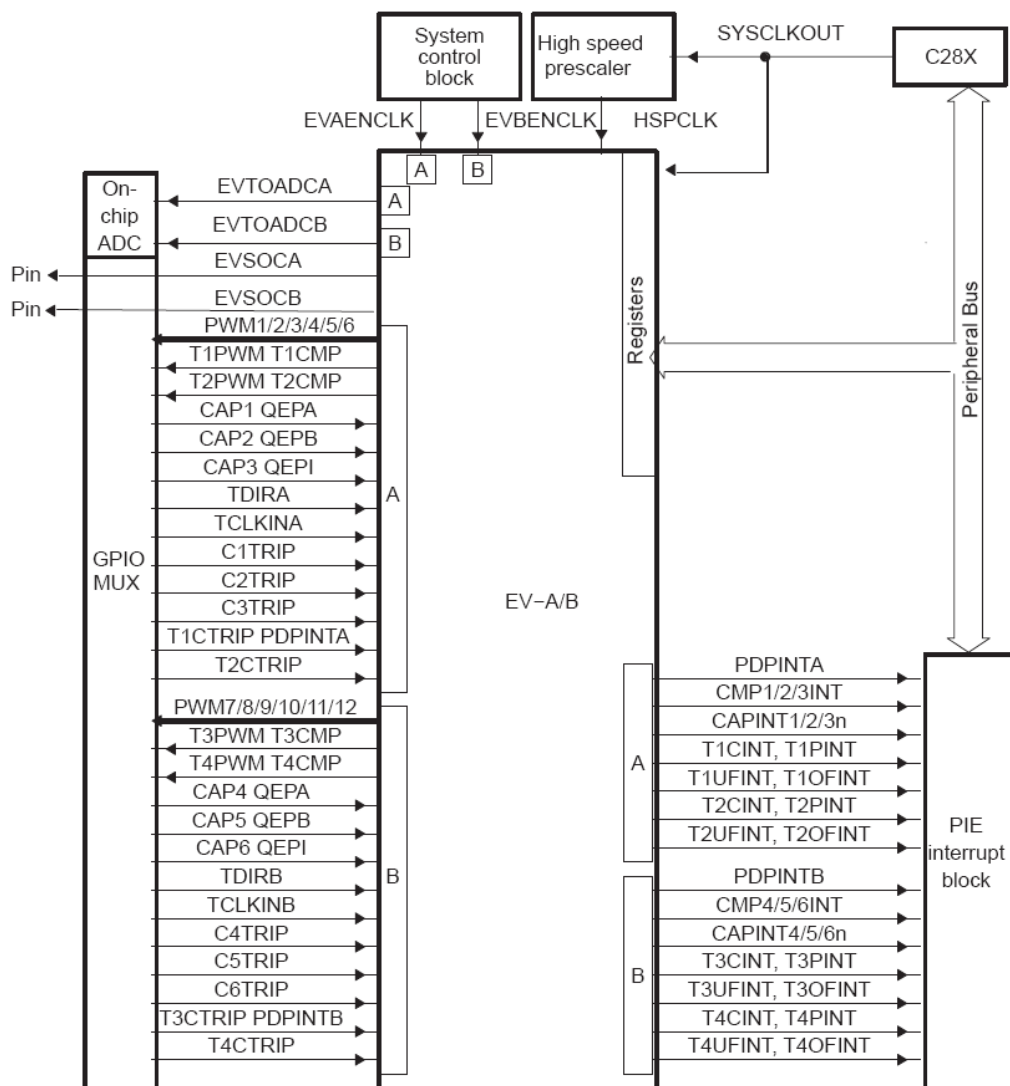 System control block
High speed prescaler
SYSCLKOUT
C28X
EVAENCLK
EVBENCLK
HSPCLK
A
B
On-chip ADC
EVTOADCA
A
EVTOADCB
B
Pin
EVSOCA
Pin
EVSOCB
PWM1/2/3/4/5/6
T1PWM T1CMP
T2PWM T2CMP
CAP1 QEPA
CAP2 QEPB
CAP3 QEPI
TDIRA
TCLKINA
C1TRIP
C2TRIP
C3TRIP
T1CTRIP PDPINTA
T2CTRIP
A
GPIO MUX
PWM7/8/9/10/11/12
T3PWM T3CMP
T4PWM T4CMP
CAP4 QEPA
CAP5 QEPB
CAP6 QEPI
TDIRB
TCLKINB
C4TRIP
C5TRIP
C6TRIP
T3CTRIP PDPINTB
T4CTRIP
B
EV−A/B
Registers
Peripheral Bus
PDPINTA
CMP1/2/3INT
CAPINT1/2/3n
T1CINT, T1PINT
T1UFINT, T1OFINT
T2CINT, T2PINT
T2UFINT, T2OFINT
A
PDPINTB
CMP4/5/6INT
CAPINT4/5/6n
T3CINT, T3PINT
T3UFINT, T3OFINT
T4CINT, T4PINT
T4UFINT, T4OFINT
B
PIE interrupt block